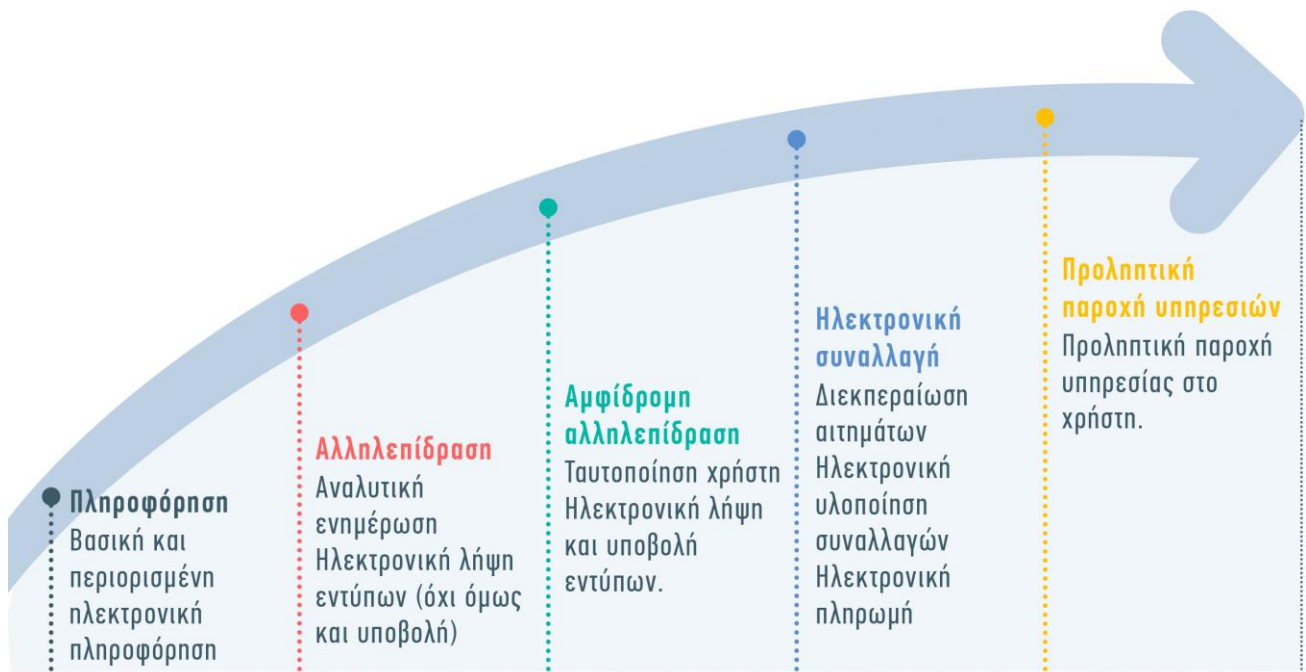 Πληροφόρηση
Βασική και
περιορισμένη
ηλεκτρονική
πληροφόρηση
Αλληλεπίδραση
Αναλυτική
ενημέρωση
Ηλεκτρονική λήψη
εντύπων (όχι όμως
και υποβολή)
Αμφίδρομη
αλληλεπίδραση
Ταυτοποίηση χρήστη
Ηλεκτρονική λήψη
και υποβολή
εντύπων.
Ηλεκτρονική
συναλλαγή
Διεκπεραίωση
αιτημάτων
Ηλεκτρονική
υλοποίηση
συναλλαγών
Ηλεκτρονική
πληρωμή
Προληπτική
παροχή υπηρεσιών
Προληπτική παροχή
υπηρεσίας στο
χρήστη.